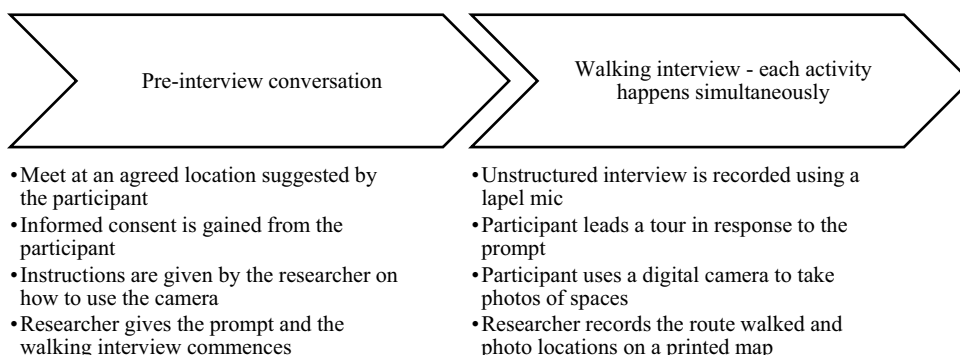 Pre-interview conversation
Walking interview - each activity
happens simultaneously
•Meet at an agreed location suggested by
the participant
•Informed consent is gained from the
participant
•Instructions are given by the researcher on
how to use the camera
•Researcher gives the prompt and the
walking interview commences
•Unstructured interview is recorded using a
lapel mic
•Participant leads a tour in response to the
prompt
•Participant uses a digital camera to take
photos of spaces
•Researcher records the route walked and
photo locations on a printed map